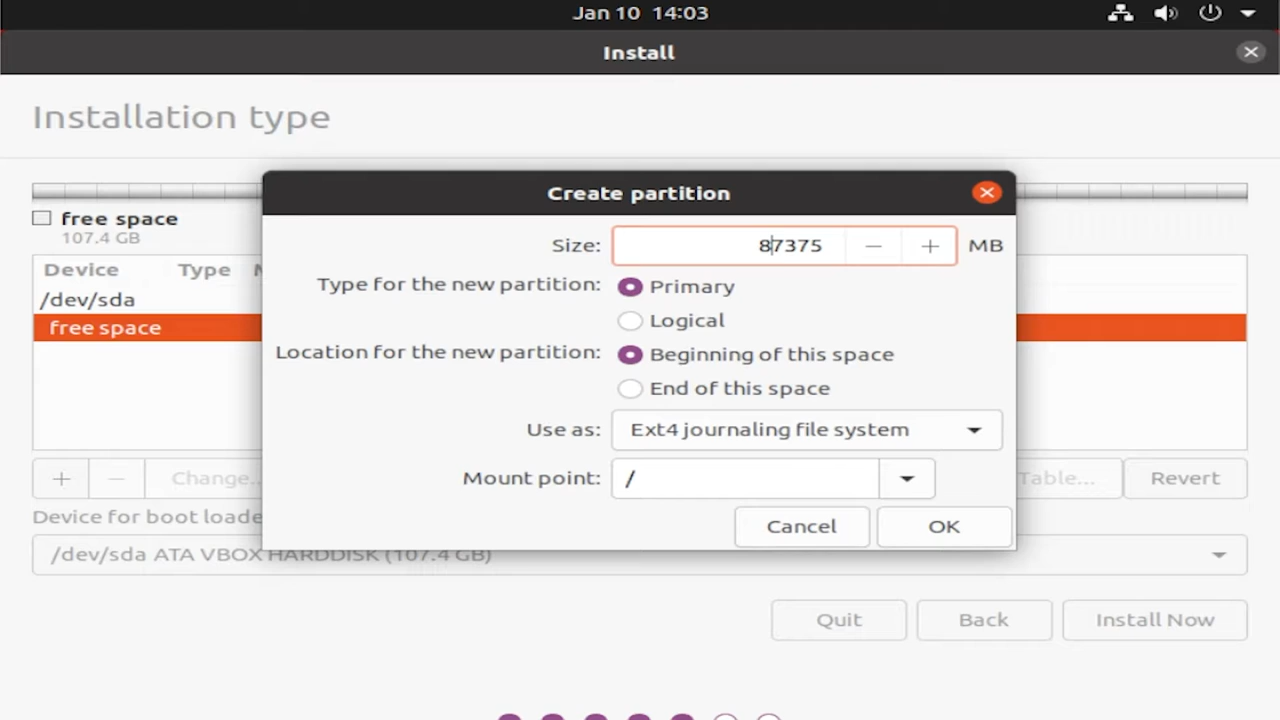 Jan 10 14:03
Install
Installation type
Create partition
free space
107.4 GB
Size: 87375 MB
Device Type
/dev/sda
free space
Type for the new partition: Primary
Logical
Location for the new partition: Beginning of this space
End of this space
Use as: Ext4 journaling file system
Mount point: /
Change... Table... Revert
Device for boot loade
Cancel OK
/dev/sda ATA VBOX HARDDISK (107.4 GB)
Quit Back Install Now